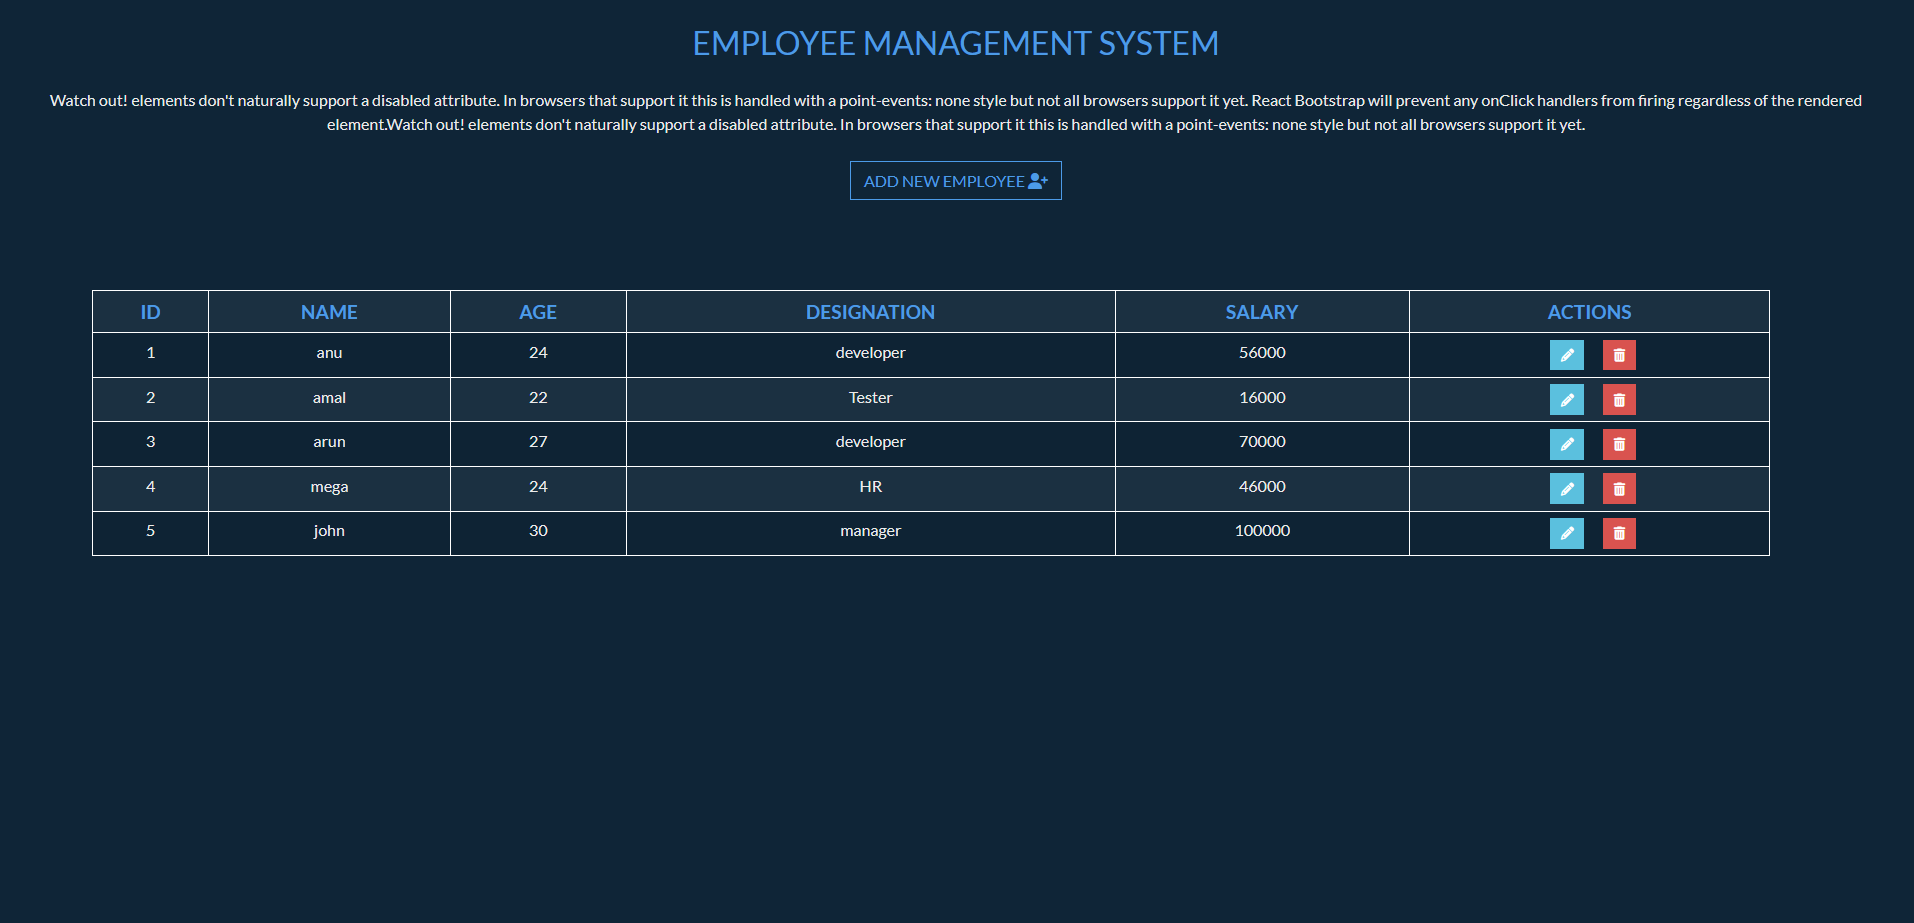 EMPLOYEE MANAGEMENT SYSTEM
Watch out! elements don't naturally support a disabled attribute. In browsers that support it this is handled with a point-events: none style but not all browsers support it yet. React Bootstrap will prevent any onClick handlers from firing regardless of the rendered
element.Watch out! elements don't naturally support a disabled attribute. In browsers that support it this is handled with a point-events: none style but not all browsers support it yet.
ADD NEW EMPLOYEE
ID NAME AGE DESIGNATION SALARY ACTIONS
1 anu 24 developer 56000
2 amal 22 Tester 16000
3 arun 27 developer 70000
4 mega 24 HR 46000
5 john 30 manager 100000